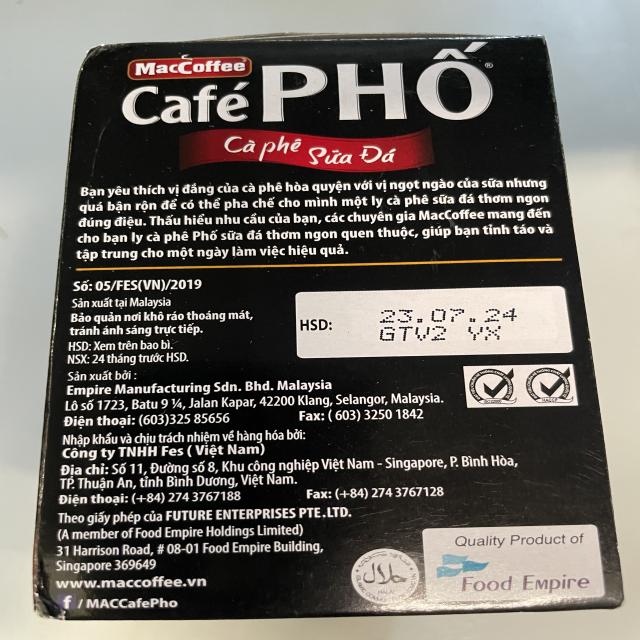 MacCoffee
Café PHỐ®
Cà phê Sữa Đá
Bạn yêu thích vị đắng của cà phê hòa quyện với vị ngọt ngào của sữa nhưng
quá bận rộn để có thể pha chế cho mình một ly cà phê sữa đá thơm ngon
đúng điệu. Thấu hiểu nhu cầu của bạn, các chuyên gia MacCoffee mang đến
cho bạn ly cà phê Phố sữa đá thơm ngon quen thuộc, giúp bạn tỉnh táo và
tập trung cho một ngày làm việc hiệu quả.
Số: 05/FES(VN)/2019
Sản xuất tại Malaysia
Bảo quản nơi khô ráo thoáng mát,
tránh ánh sáng trực tiếp.
HSD: Xem trên bao bì.
NSX: 24 tháng trước HSD.
HSD:
23.07.24
GTV2 YX
Sản xuất bởi :
Empire Manufacturing Sdn. Bhd. Malaysia
Lô số 1723, Batu 9 ¼, Jalan Kapar, 42200 Klang, Selangor, Malaysia.
Điện thoại: (603)325 85656 Fax: ( 603) 3250 1842
Nhập khẩu và chịu trách nhiệm về hàng hóa bởi:
Công ty TNHH Fes ( Việt Nam)
Địa chỉ: Số 11, Đường số 8, Khu công nghiệp Việt Nam – Singapore, P. Bình Hòa,
TP. Thuận An, tỉnh Bình Dương, Việt Nam.
Điện thoại: (+84) 274 3767188 Fax: (+84) 274 3767128
Theo giấy phép của FUTURE ENTERPRISES PTE .LTD.
(A member of Food Empire Holdings Limited)
31 Harrison Road, # 08-01 Food Empire Building,
Singapore 369649
www.maccoffee.vn
f / MACCafePho
حلال
HALAL
Quality Product of
Food Empire